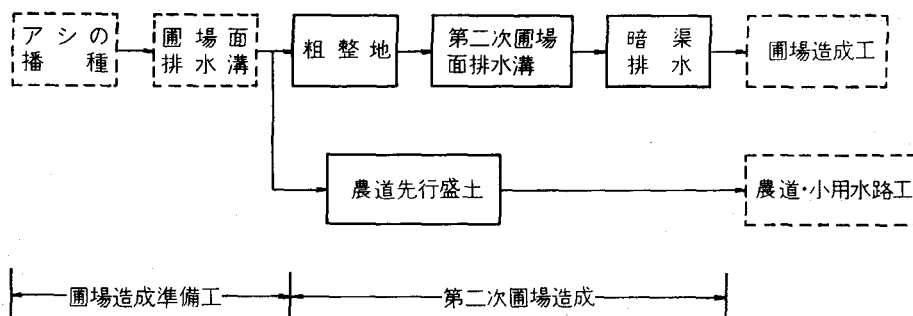 アシの
播種
圃場面
排水溝
粗整地
第二次圃場
面排水溝
暗渠
排水
圃場造成工
農道先行盛土
農道・小用水路工
圃場造成準備工
第二次圃場造成